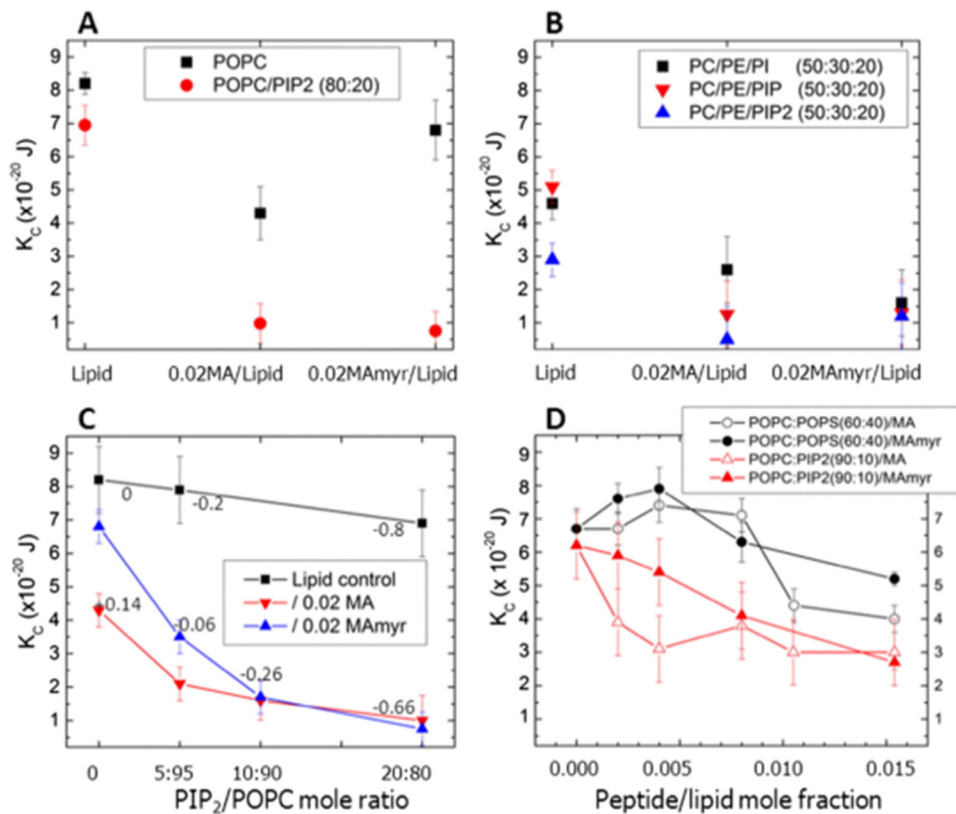 A
9
8
7
6
5
4
3
2
1
K_C (x10^-20 J)
POPC
POPC/PIP2 (80:20)
Lipid
0.02MA/Lipid
0.02MAmyr/Lipid
B
9
8
7
6
5
4
3
2
1
K_C (x10^-20 J)
PC/PE/PI (50:30:20)
PC/PE/PIP (50:30:20)
PC/PE/PIP2 (50:30:20)
Lipid
0.02MA/Lipid
0.02MAmyr/Lipid
C
9
8
7
6
5
4
3
2
1
K_C (x10^-20 J)
0
-0.2
-0.8
+0.14
-0.06
-0.26
-0.66
Lipid control
/ 0.02 MA
/ 0.02 MAmyr
0
5:95
10:90
20:80
PIP₂/POPC mole ratio
D
9
8
7
6
5
4
3
2
1
K_C (x 10^-20 J)
POPC:POPS(60:40)/MA
POPC:POPS(60:40)/MAmyr
POPC:PIP2(90:10)/MA
POPC:PIP2(90:10)/MAmyr
7
6
5
4
3
2
1
0.000
0.005
0.010
0.015
Peptide/lipid mole fraction